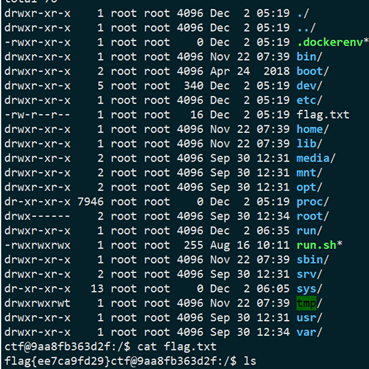 drwxr-xr-x 1 root root 4096 Dec 2 05:19 ./
drwxr-xr-x 1 root root 4096 Dec 2 05:19 ../
-rwxr-xr-x 1 root root 0 Dec 2 05:19 .dockerenv*
drwxr-xr-x 1 root root 4096 Nov 22 07:39 bin/
drwxr-xr-x 2 root root 4096 Apr 24 2018 boot/
drwxr-xr-x 5 root root 340 Dec 2 05:19 dev/
drwxr-xr-x 1 root root 4096 Dec 2 05:19 etc/
-rw-r--r-- 1 root root 16 Dec 2 05:19 flag.txt
drwxr-xr-x 1 root root 4096 Nov 22 07:39 home/
drwxr-xr-x 1 root root 4096 Nov 22 07:39 lib/
drwxr-xr-x 2 root root 4096 Sep 30 12:31 media/
drwxr-xr-x 2 root root 4096 Sep 30 12:31 mnt/
drwxr-xr-x 2 root root 4096 Sep 30 12:31 opt/
dr-xr-xr-x 7946 root root 0 Dec 2 05:19 proc/
drwx------ 2 root root 4096 Sep 30 12:34 root/
drwxr-xr-x 1 root root 4096 Dec 2 06:35 run/
-rwxrwxrwx 1 root root 255 Aug 16 10:11 run.sh*
drwxr-xr-x 1 root root 4096 Nov 22 07:39 sbin/
drwxr-xr-x 2 root root 4096 Sep 30 12:31 srv/
dr-xr-xr-x 13 root root 0 Dec 2 06:05 sys/
drwxrwxrwt 1 root root 4096 Nov 22 07:39 tmp/
drwxr-xr-x 1 root root 4096 Sep 30 12:31 usr/
drwxr-xr-x 1 root root 4096 Sep 30 12:34 var/
ctf@9aa8fb363d2f:/$ cat flag.txt
flag{ee7ca9fd29}ctf@9aa8fb363d2f:/$ ls